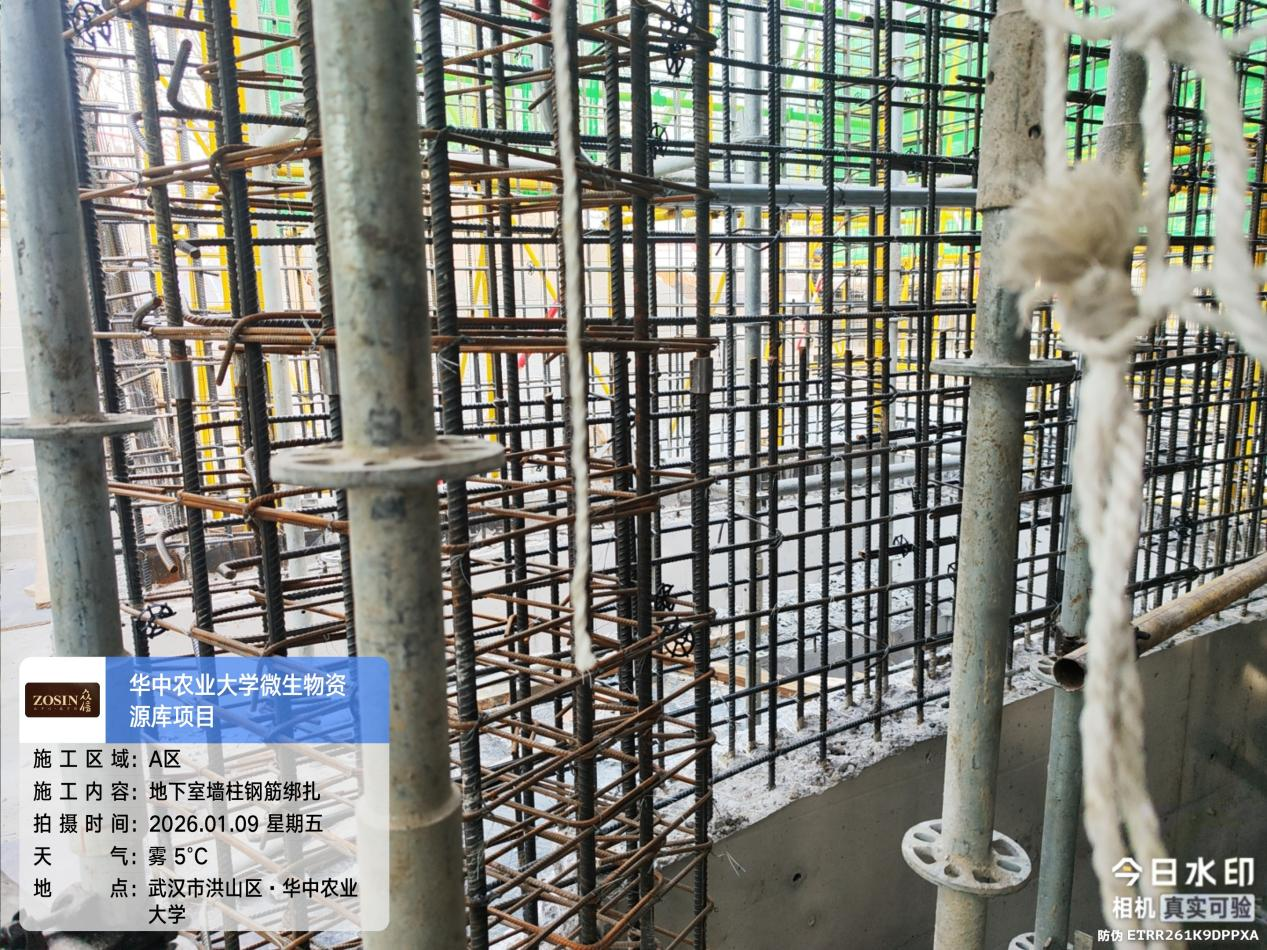 ZOSIN 众信
华中农业大学微生物资
源库项目
施工区域：A区
施工内容：地下室墙柱钢筋绑扎
拍摄时间：2026.01.09 星期五
天气：雾 5℃
地点：武汉市洪山区·华中农业
大学
今日水印
相机 真实可验
防伪 ETRR261K9DPPXA